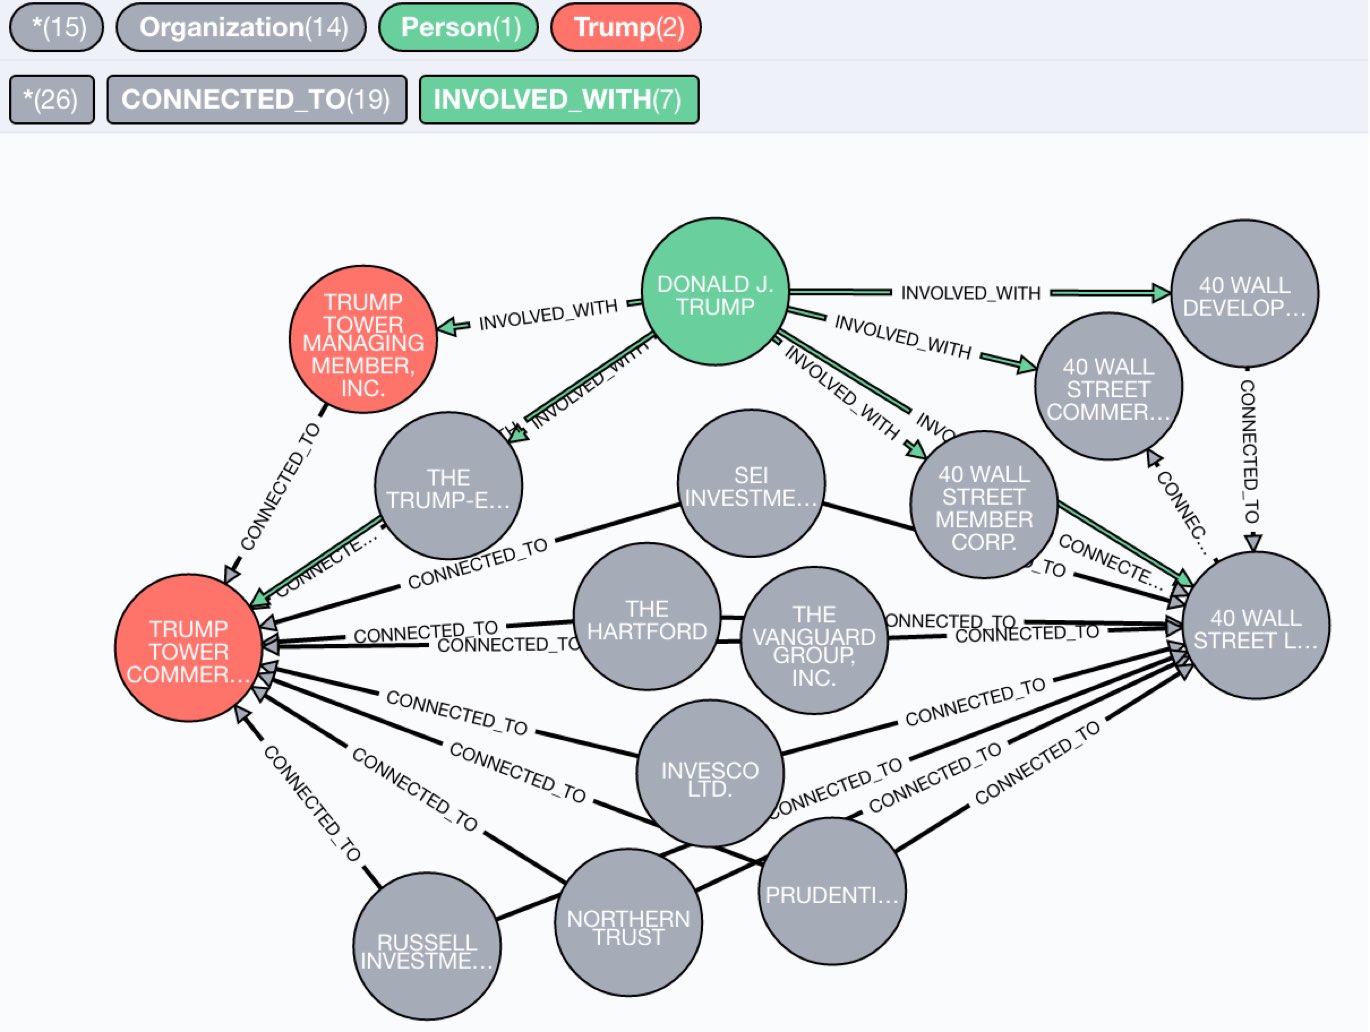 *(15) Organization(14) Person(1) Trump(2)
*(26) CONNECTED_TO(19) INVOLVED_WITH(7)
DONALD J.
TRUMP
40 WALL
DEVELOP...
TRUMP
TOWER
MANAGING
MEMBER,
INC.
INVOLVED_WITH
INVOLVED_WITH
INVOLVED_WITH
INVOLVED_WITH
INVOLVED_WITH
INVO
TH
40 WALL
STREET
COMMER...
CONNECTED_TO
CONNECTED_TO
THE
TRUMP-E...
SEI
INVESTME...
40 WALL
STREET
MEMBER
CORP.
CONNEC...
CONNECTE...
CONNECTE...
CONNECTED_TO
_TO
THE
HARTFORD
THE
VANGUARD
GROUP,
INC.
TRUMP
TOWER
COMMER...
40 WALL
STREET L...
CONNECTED_TO
CONNECTED_TO
ONNECTED_TO
CONNECTED_TO
CONNECTED_TO
CONNECTED_TO
INVESCO
LTD.
CONNECTED_TO
CONNECTED_TO
CONNECTED_TO
CONNECTED_TO
CONNECTED_TO
CONNECTED_TO
PRUDENTI...
NORTHERN
TRUST
RUSSELL
INVESTME...